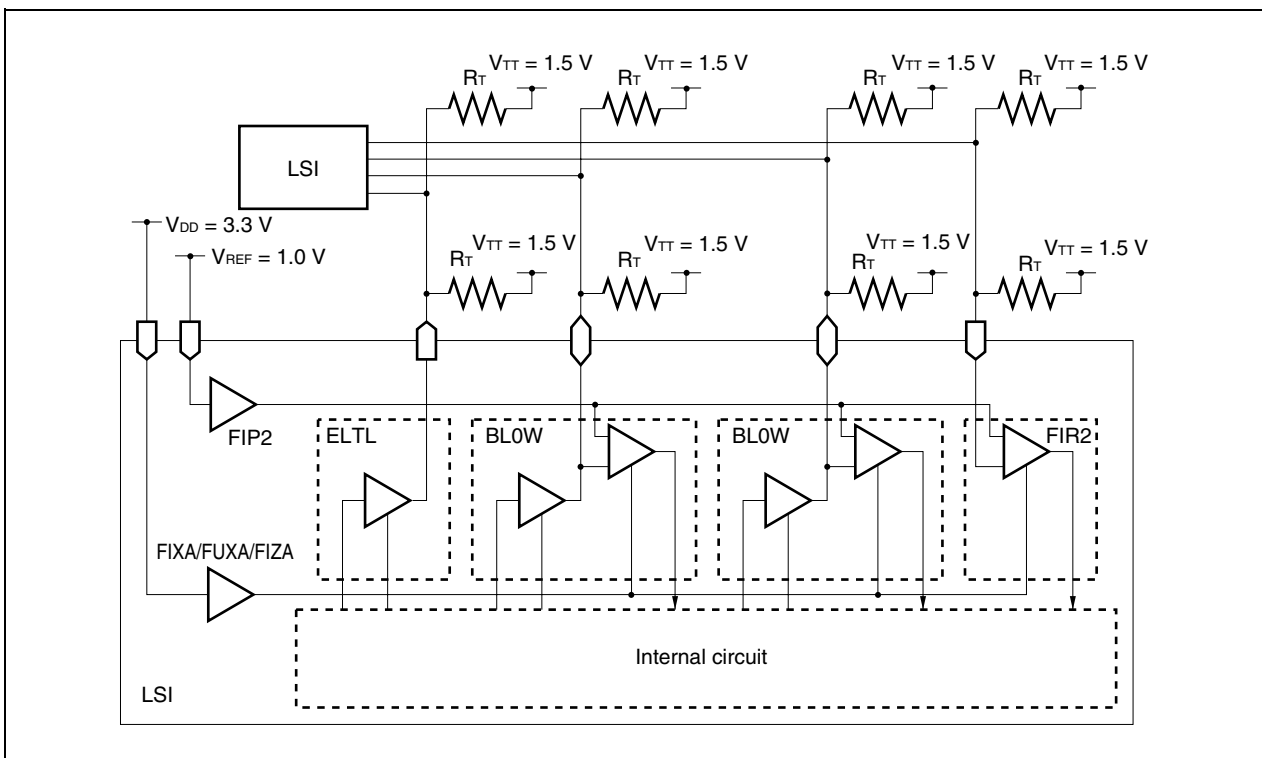 VTT = 1.5 V VTT = 1.5 V VTT = 1.5 V VTT = 1.5 V
RT RT RT RT
LSI
VDD = 3.3 V
VREF = 1.0 V
VTT = 1.5 V VTT = 1.5 V VTT = 1.5 V VTT = 1.5 V
RT RT RT RT
FIP2
ELTL BL0W BL0W FIR2
FIXA/FUXA/FIZA
Internal circuit
LSI